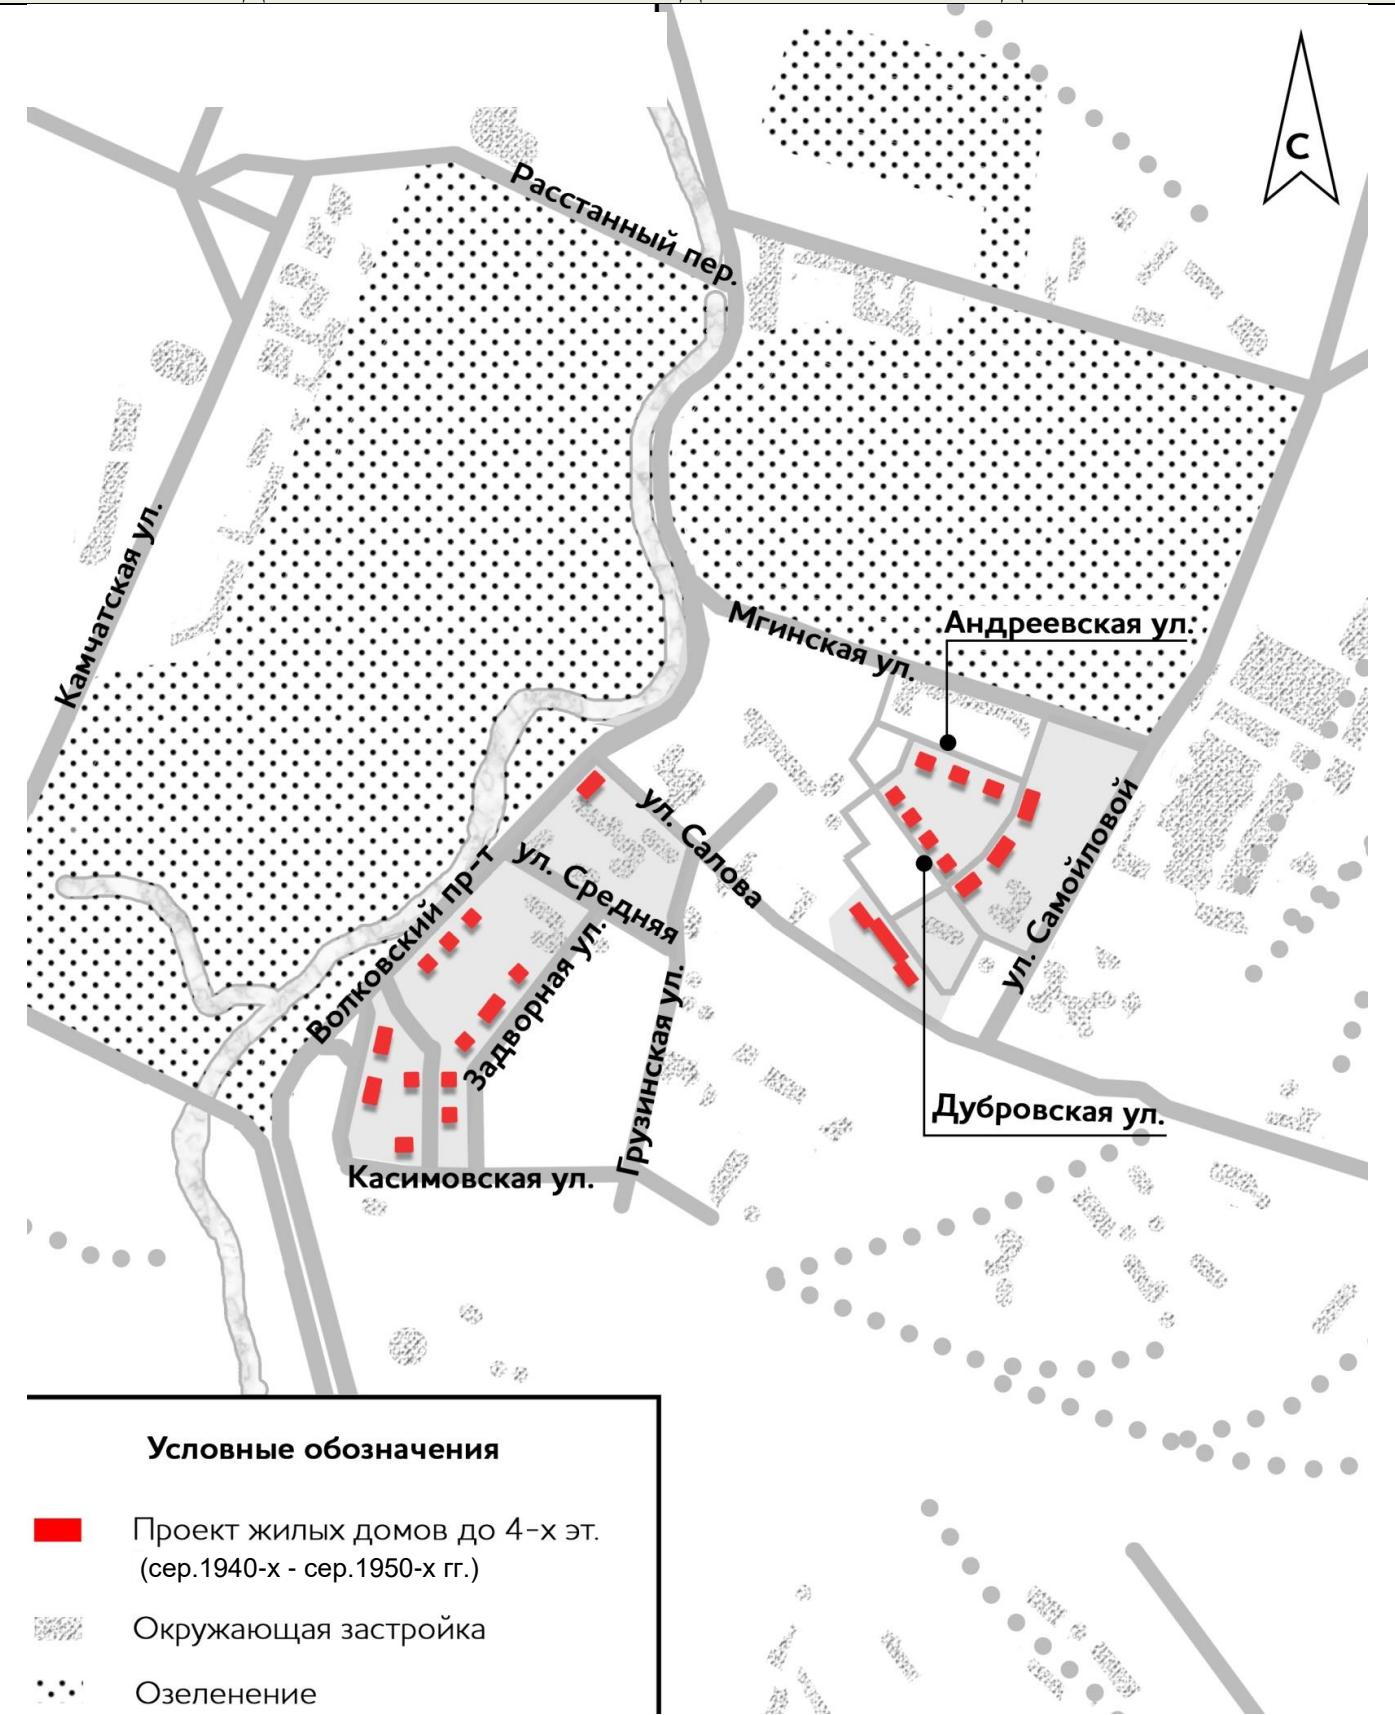 С
Расстанный пер.
Камчатская ул.
Мгинская ул.
Андреевская ул.
ул. Салова
ул. Самойловой
ул. Средняя
Волковский пр-т
Задворная ул.
Грузинская ул.
Дубровская ул.
Касимовская ул.
Условные обозначения
Проект жилых домов до 4-х эт.
(сер.1940-х - сер.1950-х гг.)
Окружающая застройка
Озеленение